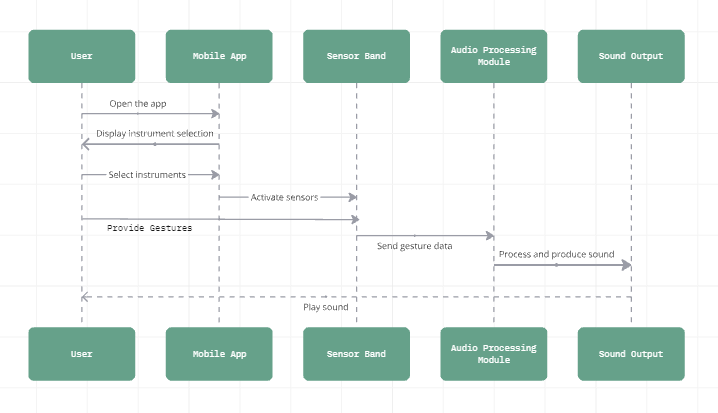 User
Mobile App
Sensor Band
Audio Processing
Module
Sound Output
Open the app
Display instrument selection
Select instruments
Activate sensors
Provide Gestures
Send gesture data
Process and produce sound
Play sound
User
Mobile App
Sensor Band
Audio Processing
Module
Sound Output